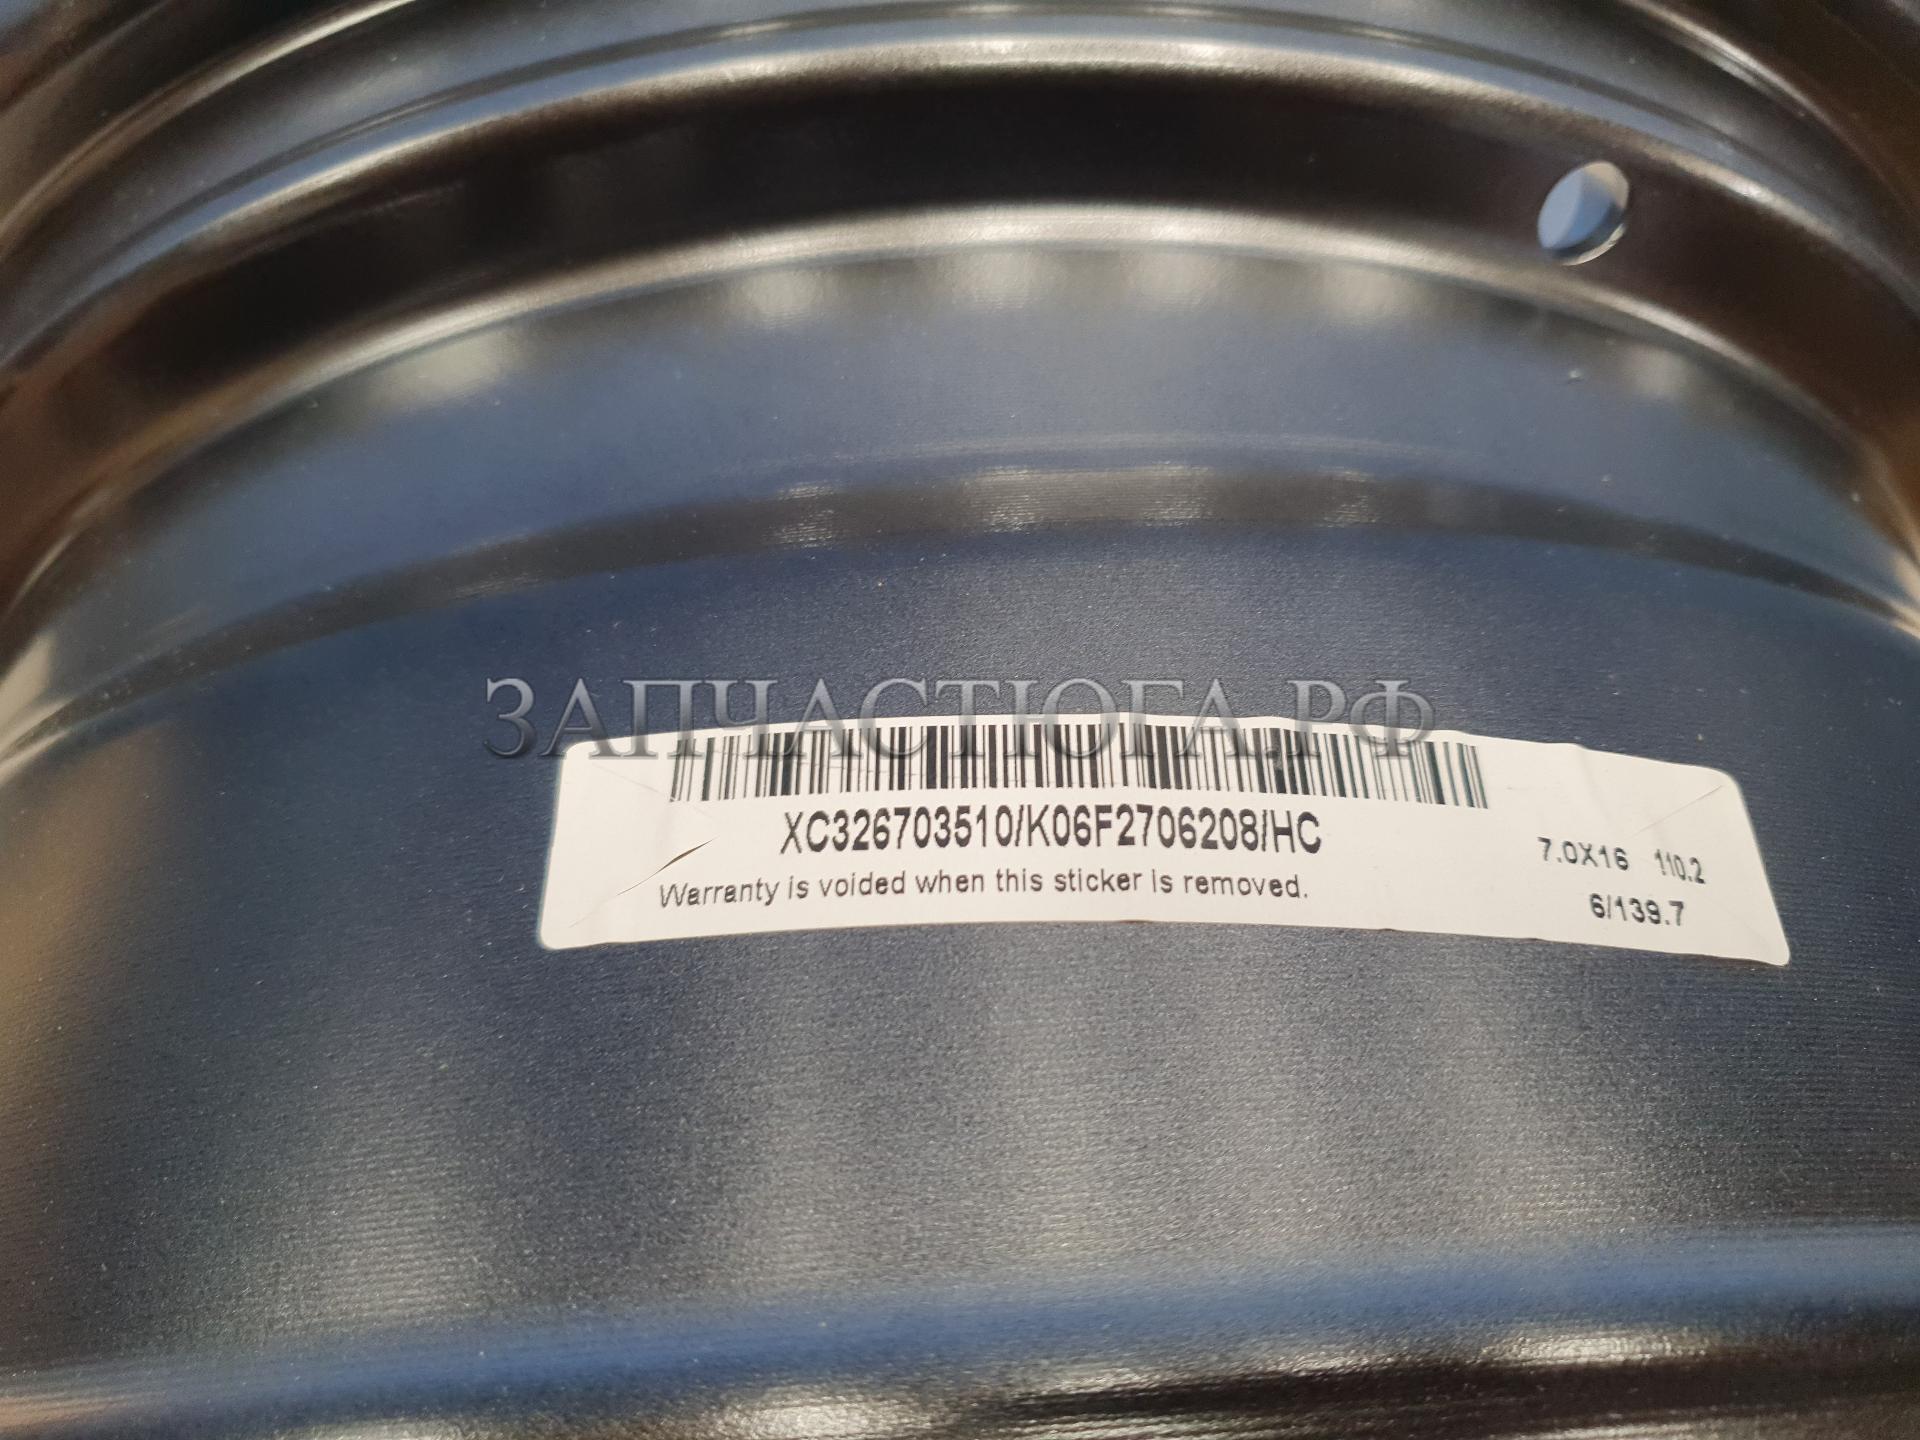 ЗАПЧАСТЮГА.РФ
XC326703510/K06F2706208/HC
Warranty is voided when this sticker is removed.
7.0X16 110.2
6/139.7